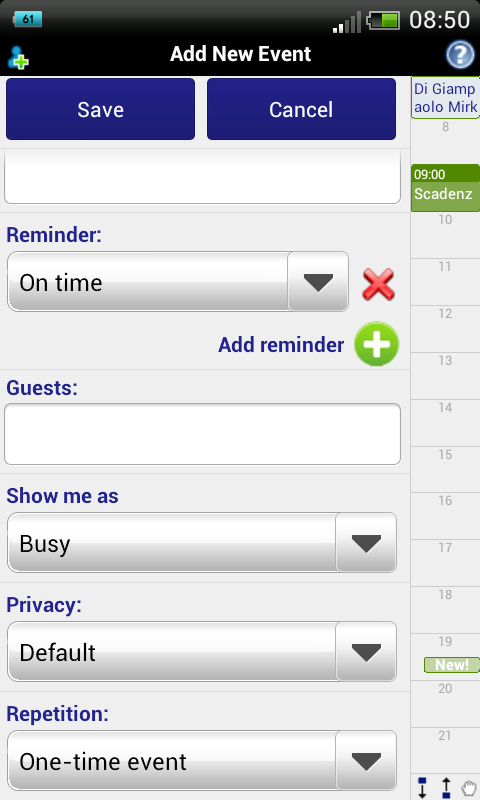 61
08:50
Add New Event
?
Save
Cancel
Reminder:
On time
Add reminder
Guests:
Show me as
Busy
Privacy:
Default
Repetition:
One-time event
Di Giamp
aolo Mirk
8
09:00
Scadenz
10
11
12
13
14
15
16
17
18
19
New!
20
21